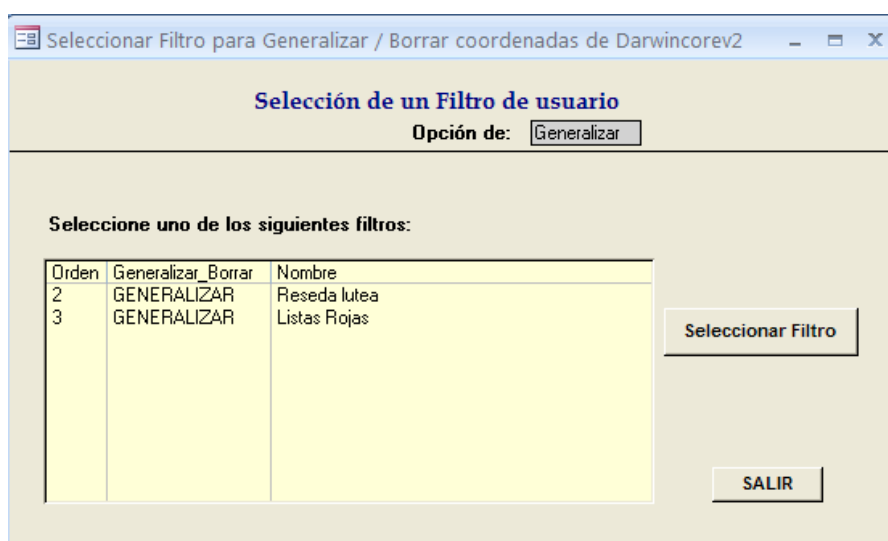 Seleccionar Filtro para Generalizar / Borrar coordenadas de Darwincorev2
Selección de un Filtro de usuario
Opción de: Generalizar
Seleccione uno de los siguientes filtros:
Orden Generalizar_Borrar Nombre
2 GENERALIZAR Reseda lutea
3 GENERALIZAR Listas Rojas
Seleccionar Filtro
SALIR